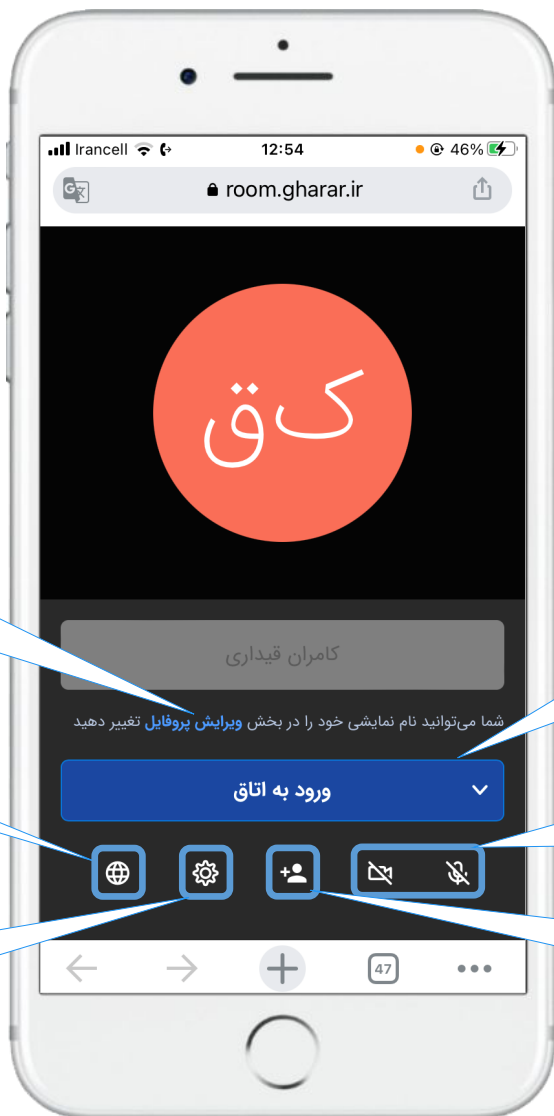 Irancell 12:54 46%
room.gharar.ir
ک‌ق
کامران قیداری
شما می‌توانید نام نمایشی خود را در بخش ویرایش پروفایل تغییر دهید
ورود به اتاق
47